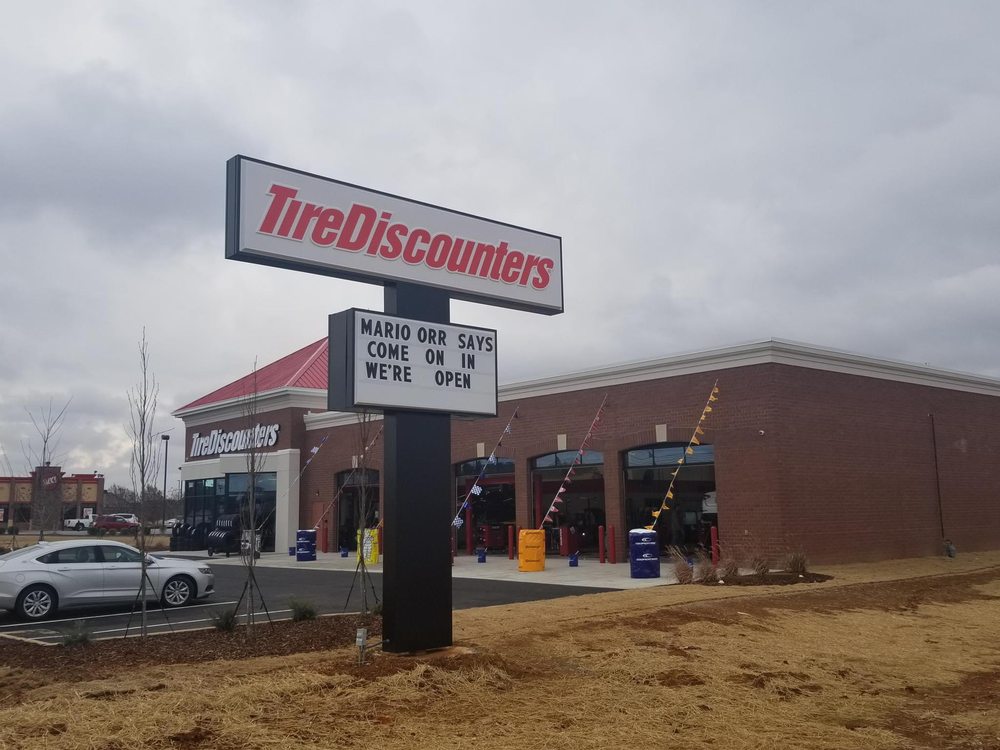 TireDiscounters
MARIO ORR SAYS
COME ON IN
WE'RE OPEN
TireDiscounters